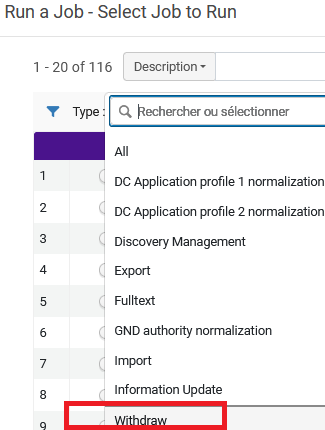 Run a Job - Select Job to Run
1 - 20 of 116 Description
Type : Rechercher ou sélectionner
All
1 DC Application profile 1 normalization
2 DC Application profile 2 normalization
3 Discovery Management
4 Export
5 Fulltext
6 GND authority normalization
7 Import
8 Information Update
9 Withdraw